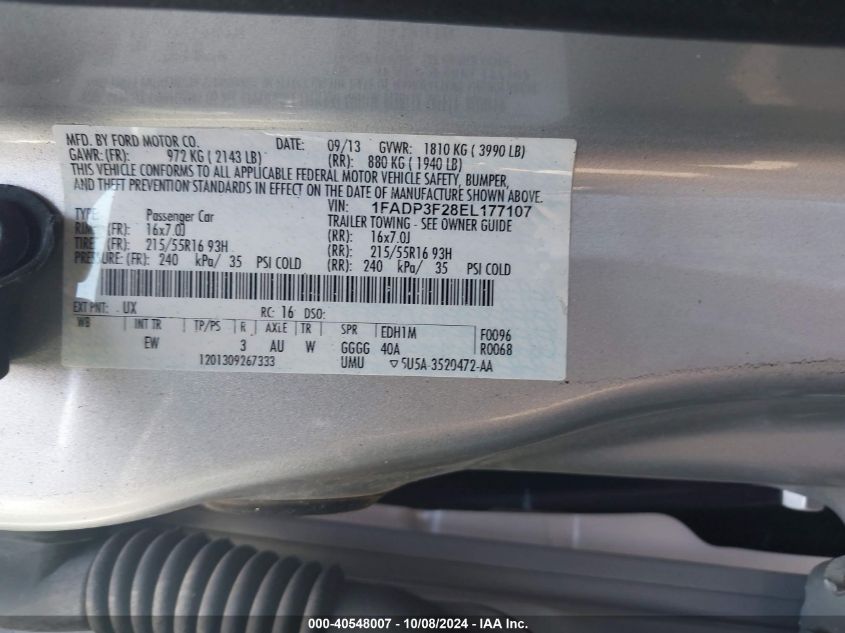 MFD. BY FORD MOTOR CO. DATE: 09/13 GVWR: 1810 KG ( 3990 LB)
GAWR: (FR): 972 KG ( 2143 LB) (RR): 880 KG ( 1940 LB)
THIS VEHICLE CONFORMS TO ALL APPLICABLE FEDERAL MOTOR VEHICLE SAFETY, BUMPER,
AND THEFT PREVENTION STANDARDS IN EFFECT ON THE DATE OF MANUFACTURE SHOWN ABOVE.
VIN: 1FADP3F28EL177107
TYPE: Passenger Car TRAILER TOWING - SEE OWNER GUIDE
RIM: (FR): 16x7.0J (RR): 16x7.0J
TIRE: (FR): 215/55R16 93H (RR): 215/55R16 93H
PRESSURE: (FR): 240 kPa/ 35 PSI COLD (RR): 240 kPa/ 35 PSI COLD
EXT PNT: UX RC: 16 DSO:
WB INT TR TP/PS R AXLE TR SPR EDH1M F0096
EW 3 AU W GGGG 40A R0068
1201309267333 UMU ▽5U5A-3520472-AA
000-40548007 - 10/08/2024 - IAA Inc.